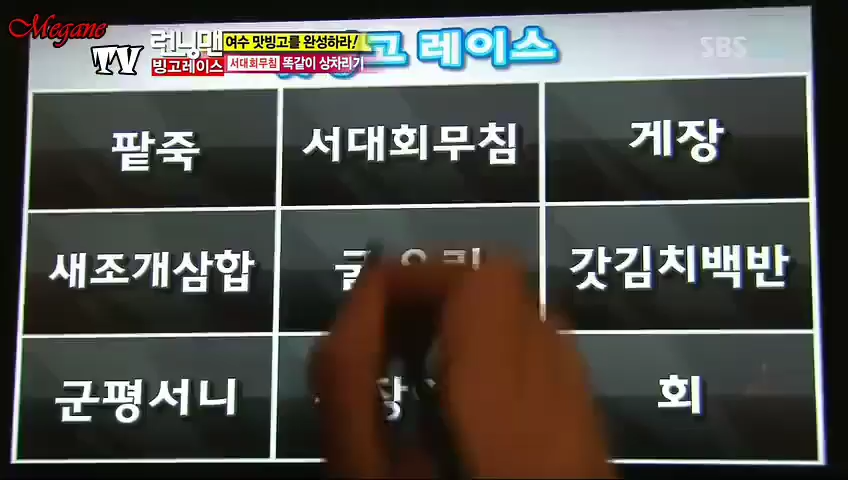 Megane
TV
런닝맨
여수 맛빙고를 완성하라!
빙고레이스
서대회무침 똑같이 상차리기
레이스
SBS
팥죽
서대회무침
게장
새조개삼합
갓김치백반
군평서니
회